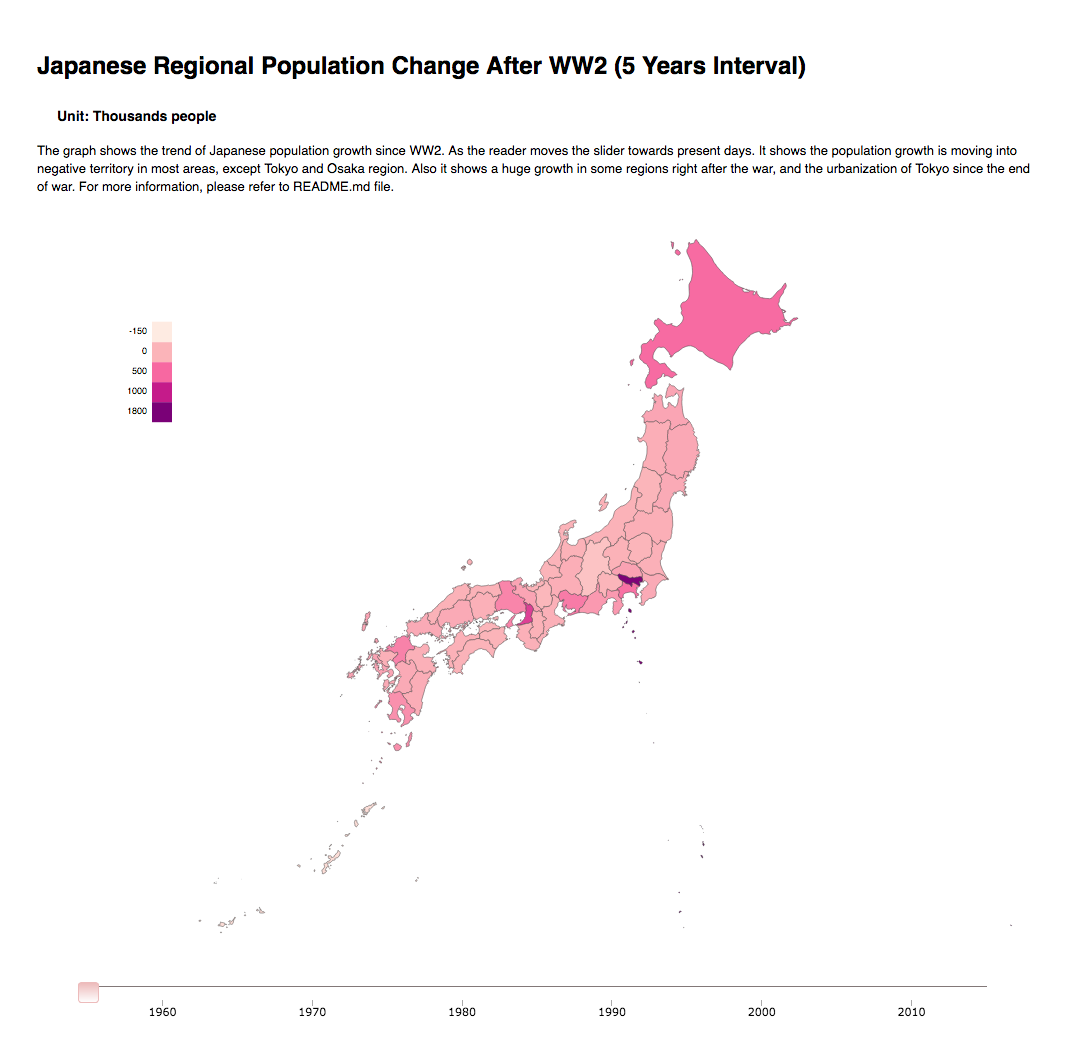 Japanese Regional Population Change After WW2 (5 Years Interval)
Unit: Thousands people
The graph shows the trend of Japanese population growth since WW2. As the reader moves the slider towards present days. It shows the population growth is moving into
negative territory in most areas, except Tokyo and Osaka region. Also it shows a huge growth in some regions right after the war, and the urbanization of Tokyo since the end
of war. For more information, please refer to README.md file.
-150
0
500
1000
1800
1960 1970 1980 1990 2000 2010